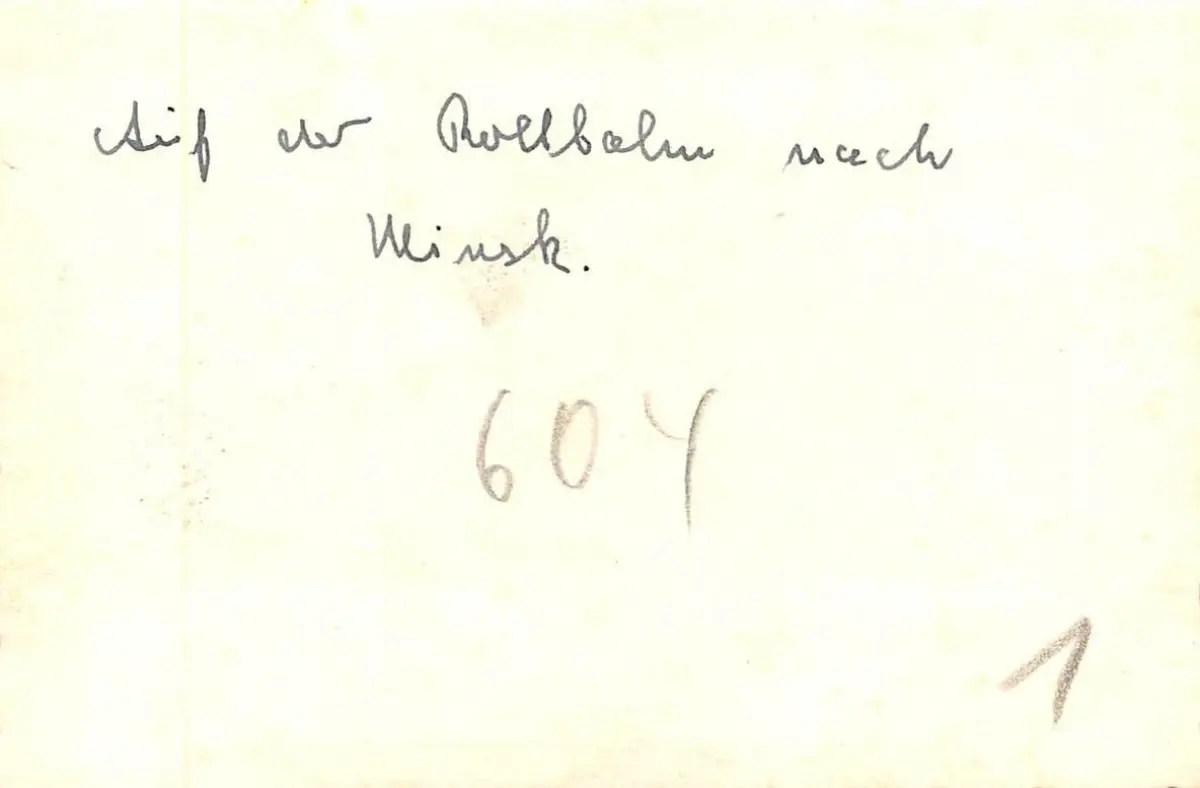 Auf der Rollbahn nach
Minsk.
604
1